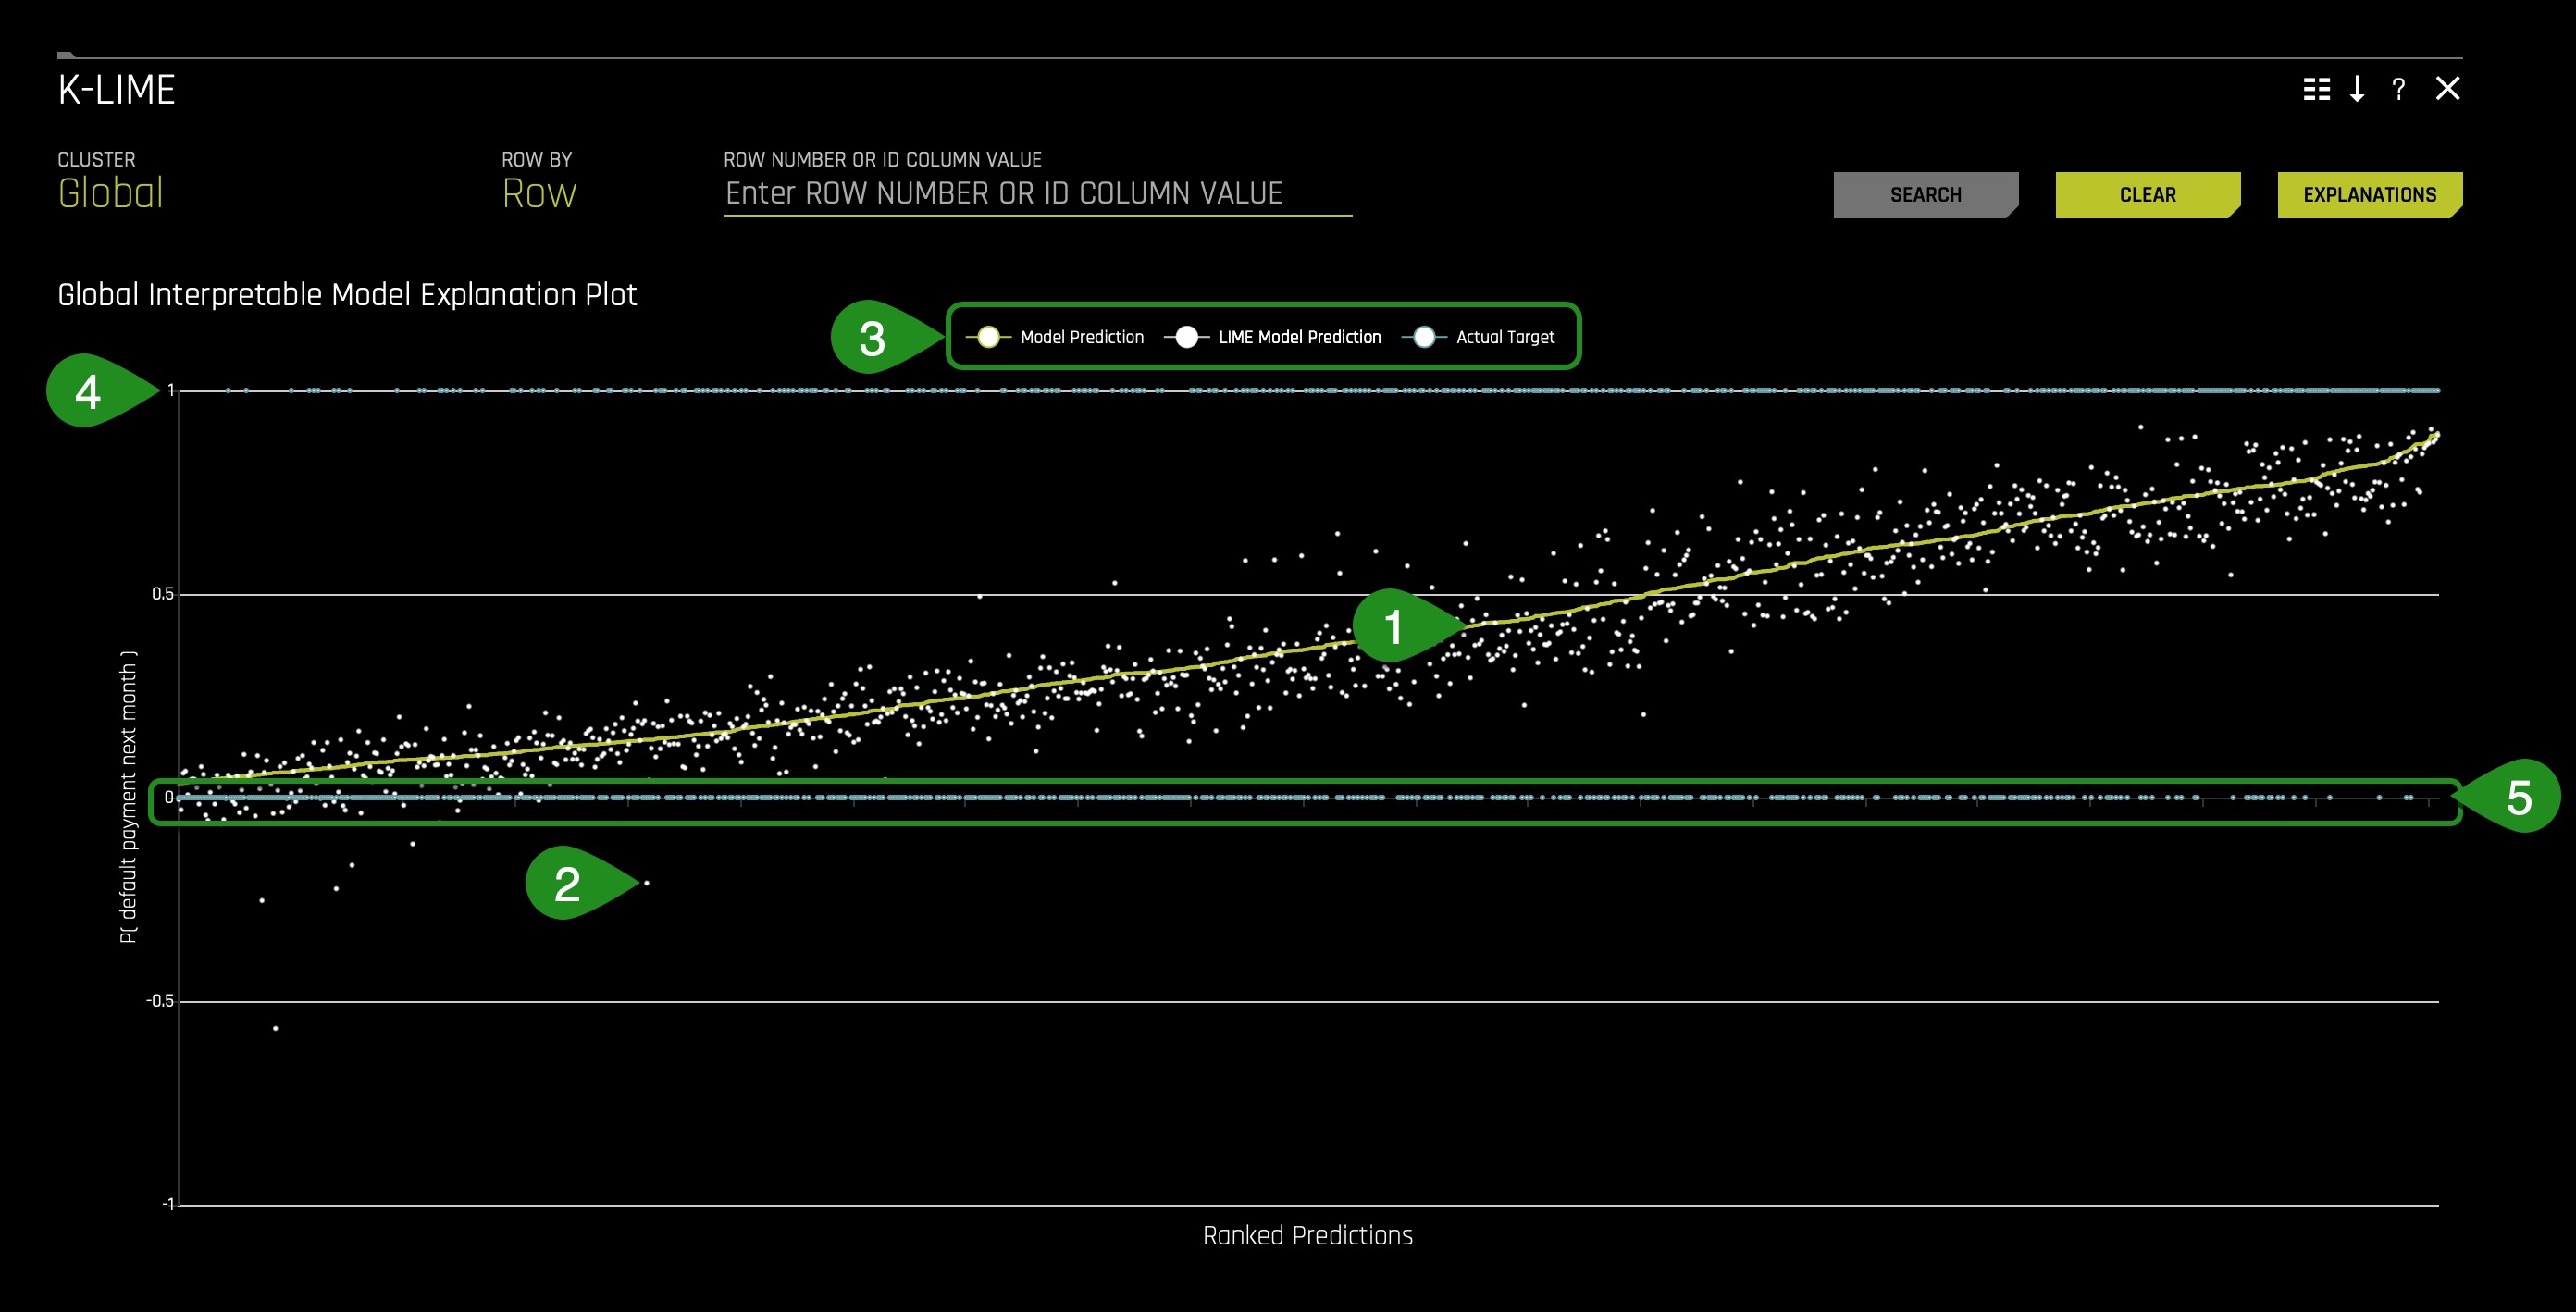 K-LIME
?
CLUSTER
Global
ROW BY
Row
ROW NUMBER OR ID COLUMN VALUE
Enter ROW NUMBER OR ID COLUMN VALUE
SEARCH
CLEAR
EXPLANATIONS
Global Interpretable Model Explanation Plot
3
Model Prediction
LIME Model Prediction
Actual Target
4
1
0.5
1
P( default payment next month )
0
5
2
-0.5
-1
Ranked Predictions